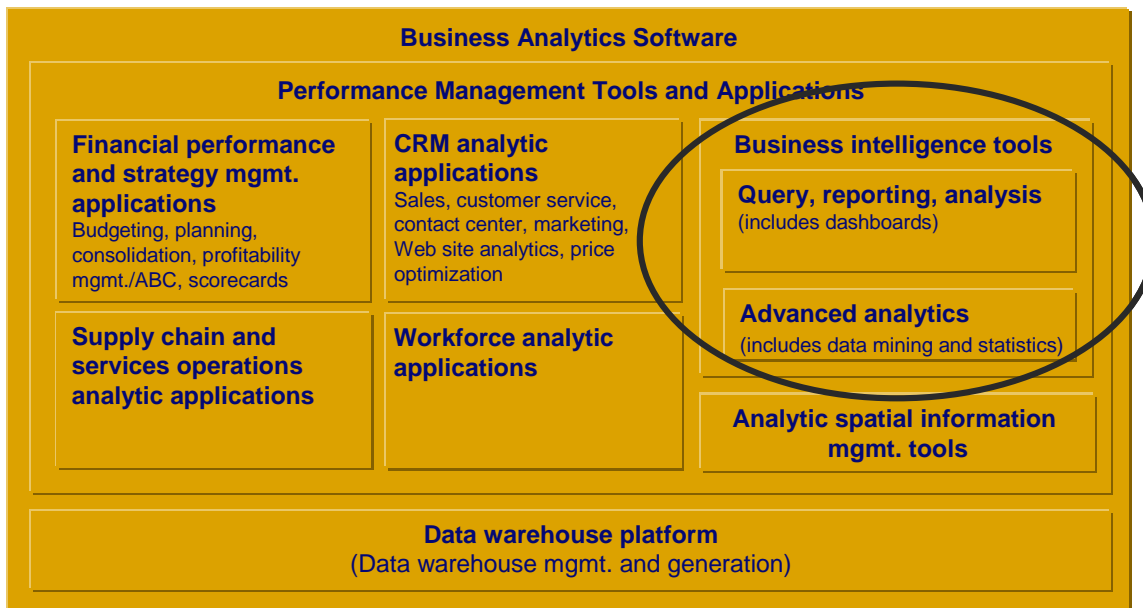 Business Analytics Software
Performance Management Tools and Applications
Financial performance
and strategy mgmt.
applications
Budgeting, planning,
consolidation, profitability
mgmt./ABC, scorecards
CRM analytic
applications
Sales, customer service,
contact center, marketing,
Web site analytics, price
optimization
Business intelligence tools
Query, reporting, analysis
(includes dashboards)
Advanced analytics
(includes data mining and statistics)
Supply chain and
services operations
analytic applications
Workforce analytic
applications
Analytic spatial information
mgmt. tools
Data warehouse platform
(Data warehouse mgmt. and generation)